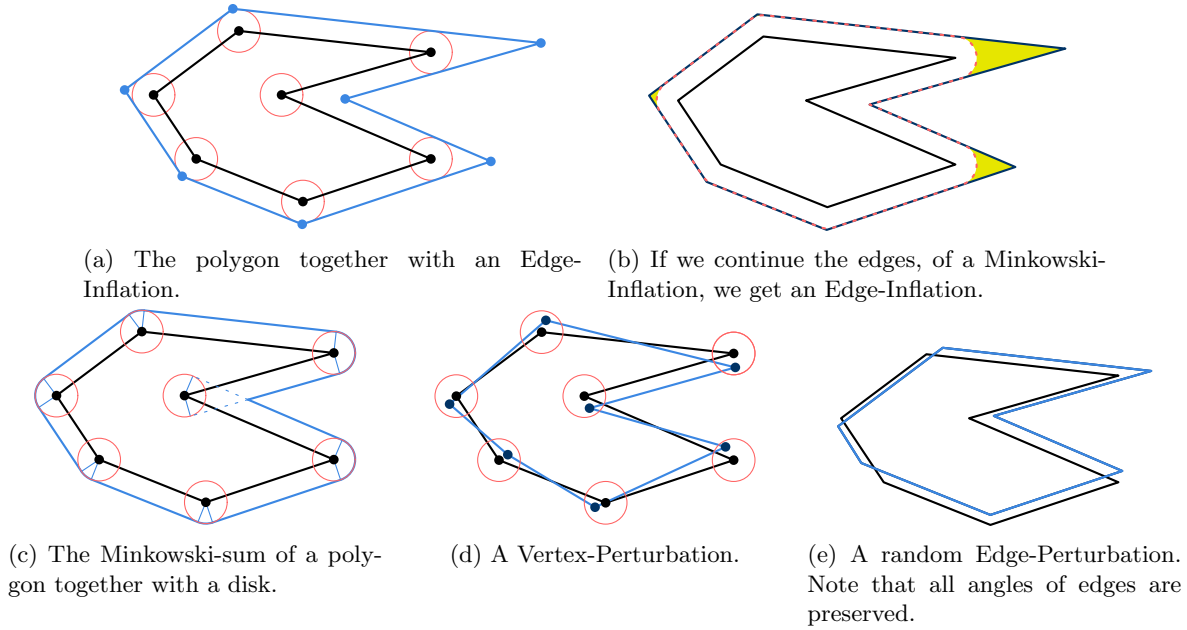 (a) The polygon together with an Edge-
Inflation.
(b) If we continue the edges, of a Minkowski-
Inflation, we get an Edge-Inflation.
(c) The Minkowski-sum of a poly-
gon together with a disk.
(d) A Vertex-Perturbation.
(e) A random Edge-Perturbation.
Note that all angles of edges are
preserved.